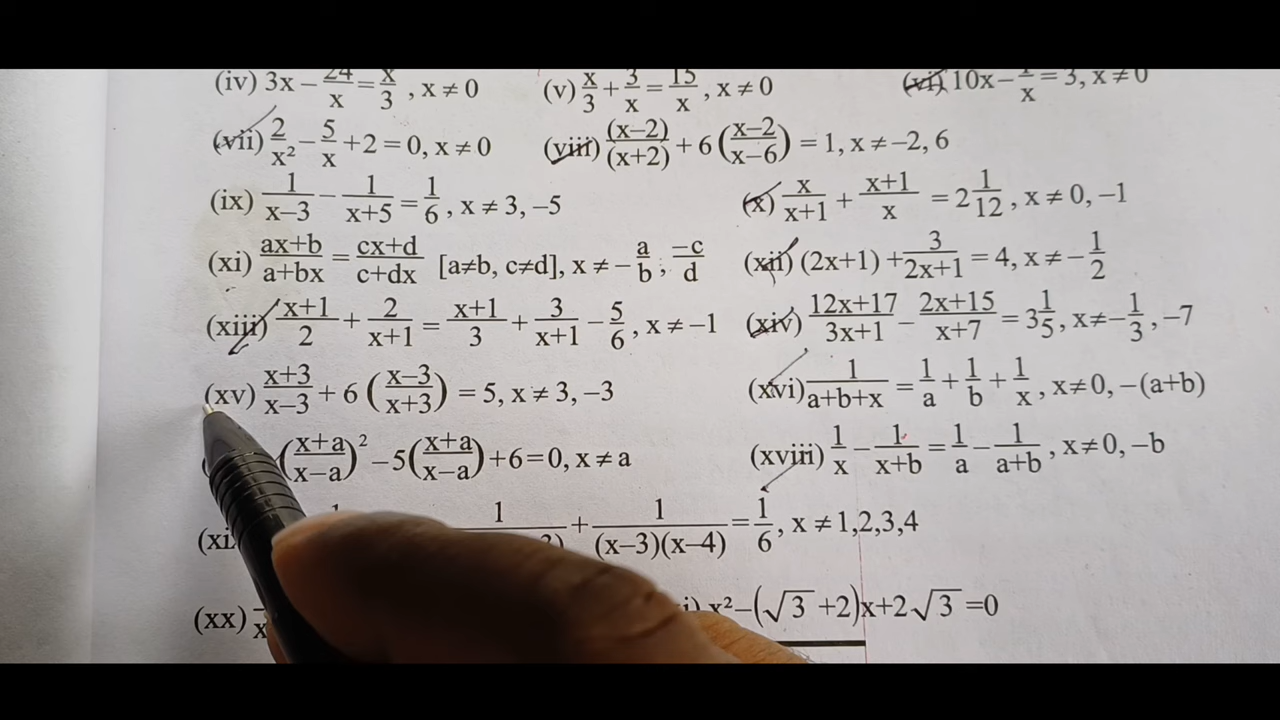 (iv) 3x − 24/x = x/3, x ≠ 0 (v) x/3 + 3/x = 15/x, x ≠ 0 (vi) 10x − 1/x = 3, x ≠ 0
(vii) 2/x² − 5/x + 2 = 0, x ≠ 0 (viii) (x−2)/(x+2) + 6((x−2)/(x−6)) = 1, x ≠ −2, 6
(ix) 1/(x−3) − 1/(x+5) = 1/6, x ≠ 3, −5 (x) x/(x+1) + (x+1)/x = 2 1/12, x ≠ 0, −1
(xi) (ax+b)/(a+bx) = (cx+d)/(c+dx) [a≠b, c≠d], x ≠ −a/b, −c/d (xii) (2x+1) + 3/(2x+1) = 4, x ≠ −1/2
(xiii) (x+1)/2 + 2/(x+1) = (x+1)/3 + 3/(x+1) − 5/6, x ≠ −1 (xiv) (12x+17)/(3x+1) − (2x+15)/(x+7) = 3 1/5, x≠−1/3, −7
(xv) (x+3)/(x−3) + 6((x−3)/(x+3)) = 5, x ≠ 3, −3 (xvi) 1/(a+b+x) = 1/a + 1/b + 1/x, x≠0, −(a+b)
((x+a)/(x−a))² − 5((x+a)/(x−a)) + 6 = 0, x ≠ a (xviii) 1/x − 1/(x+b) = 1/a − 1/(a+b), x≠0, −b
+ 1/((x−3)(x−4)) = 1/6, x ≠ 1,2,3,4
(xx) x²−(√3+2)x+2√3=0